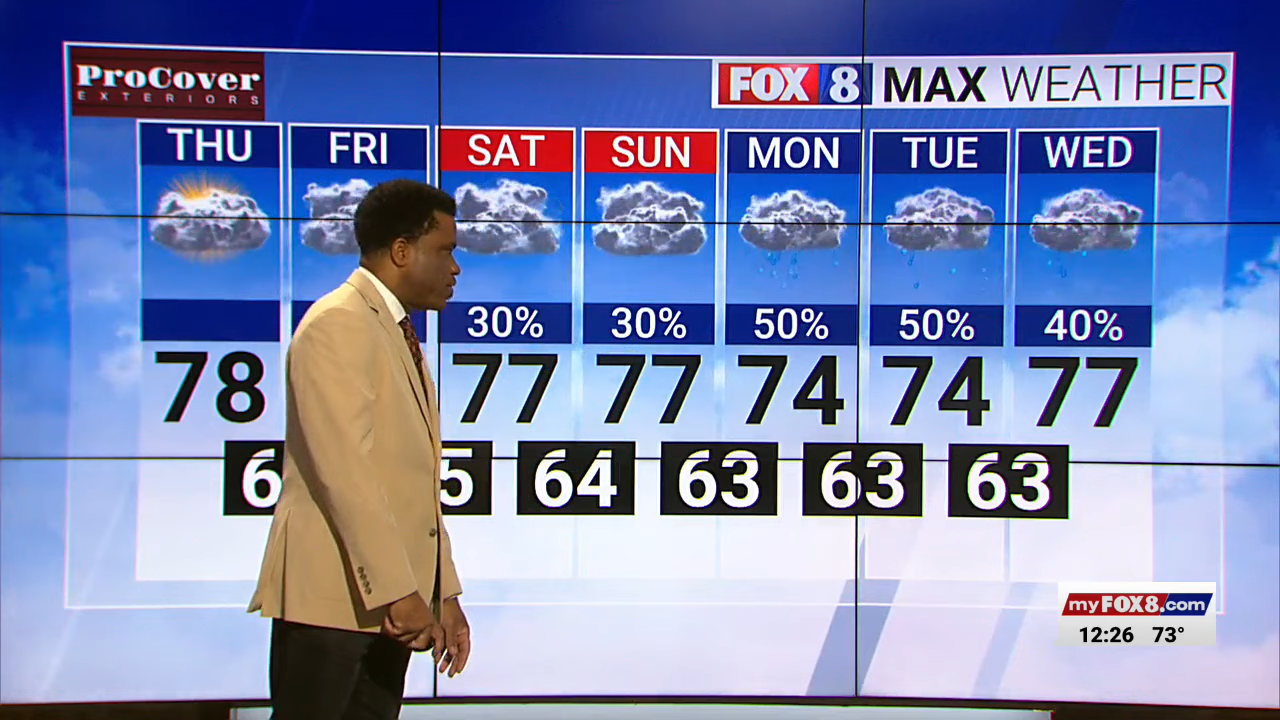 ProCover
EXTERIORS
FOX 8 MAX WEATHER
THU FRI SAT SUN MON TUE WED
30% 30% 50% 50% 40%
78 77 77 74 74 77
64 63 63 63
myFOX8.com
12:26 73°